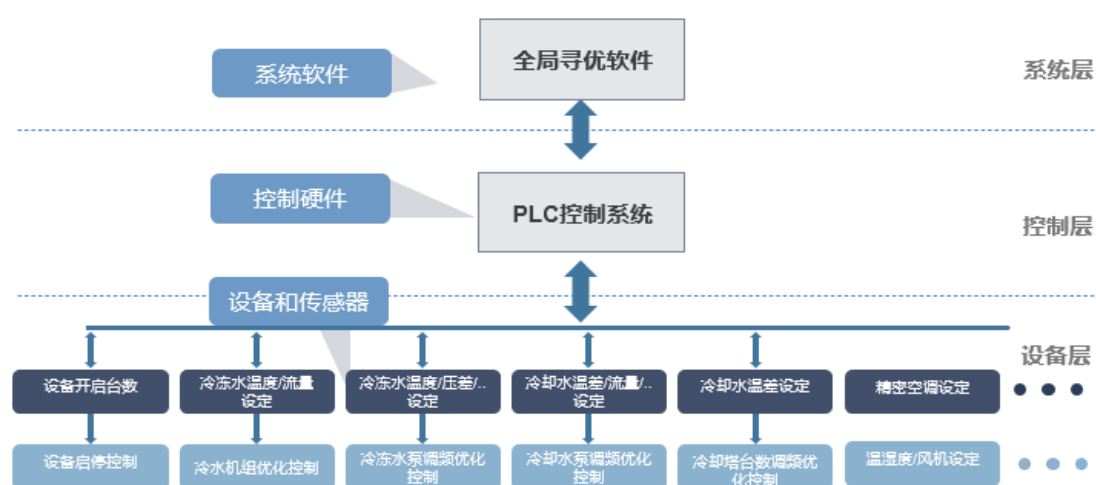 全局寻优软件
系统软件
系统层
控制硬件
PLC控制系统
控制层
设备和传感器
设备层
设备开启台数
冷冻水温度/流量
设定
冷冻水温度/压差/..
设定
冷却水温差/流量/..
设定
冷却水温差设定
精密空调设定
设备启停控制
冷水机组优化控制
冷冻水泵调频优化
控制
冷却水泵调频优化
控制
冷却塔台数调频优
化控制
温湿度/风机设定